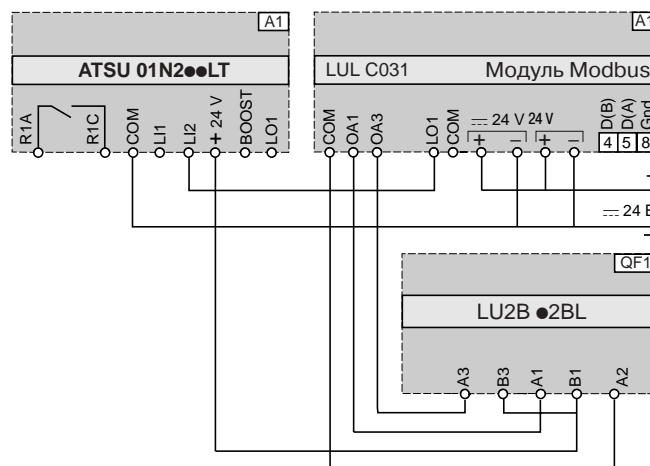 A1
A1
ATSU 01N2●●LT
LUL C031
Модуль Modbus
R1A
R1C
COM
LI1
LI2
+ 24 V
BOOST
LO1
COM
OA1
OA3
LO1
COM
24 V
24 V
+
–
+
–
D(B)
D(A)
Gnd
4
5
8
24 В
–
QF1
LU2B ●2BL
A3
B3
A1
B1
A2